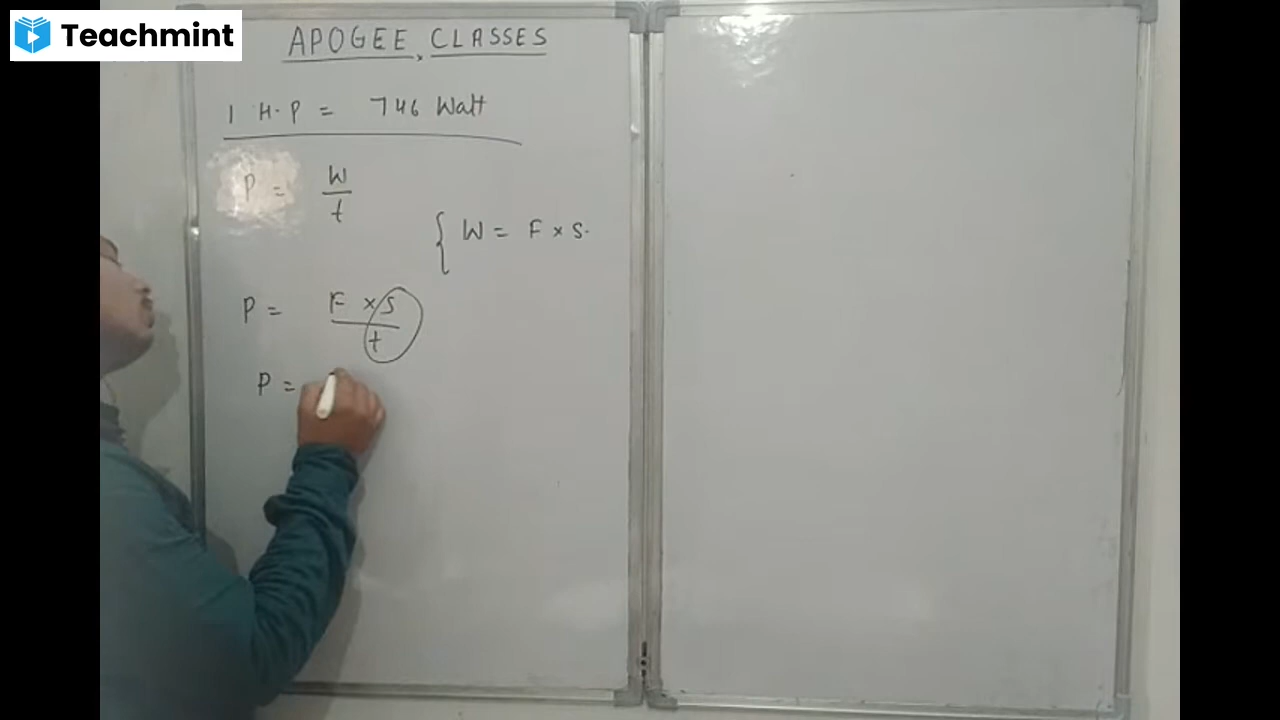 Teachmint
APOGEE, CLASSES
1 H.P = 746 Watt
P = W
t
{ W = F × S.
P = F × S
t
P =